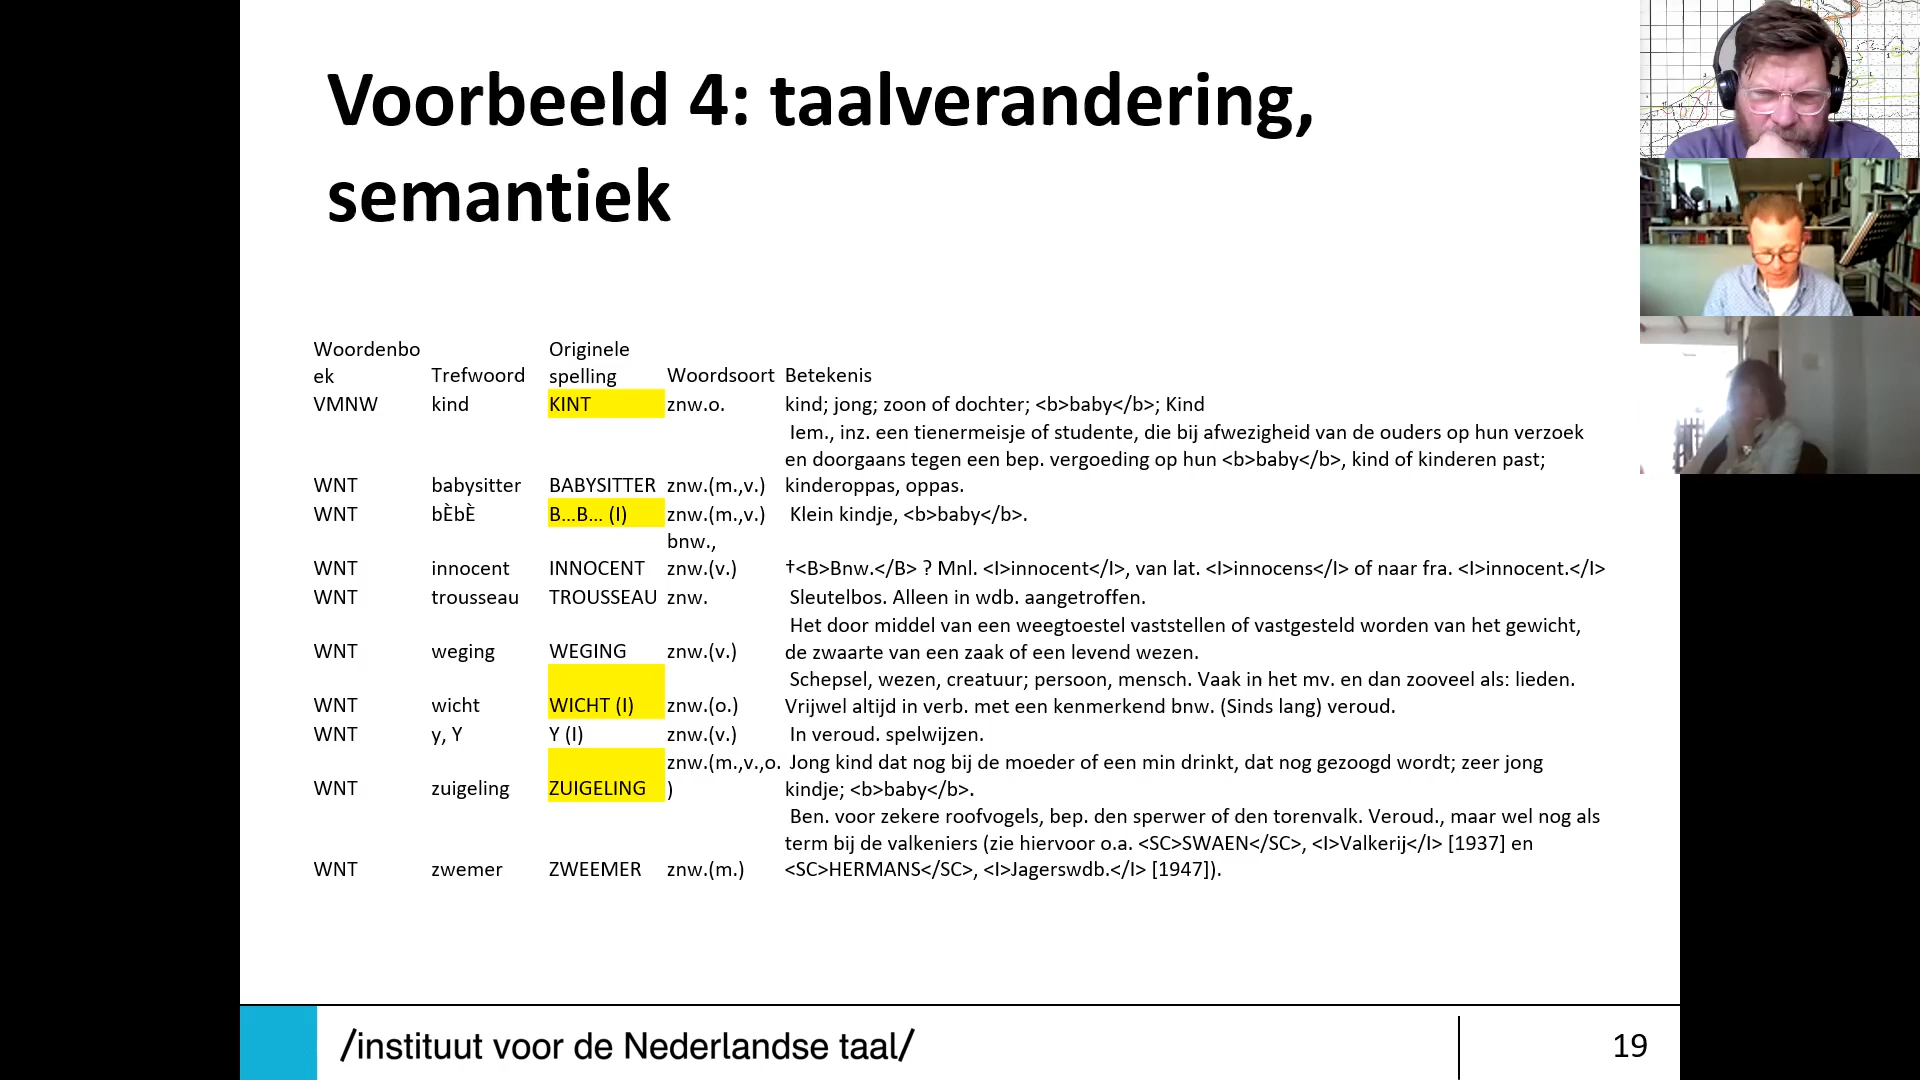 Voorbeeld 4: taalverandering,
semantiek
Woordenbo
ek Trefwoord Originele
spelling Woordsoort Betekenis
VMNW kind KINT znw.o. kind; jong; zoon of dochter; <b>baby</b>; Kind
Iem., inz. een tienermeisje of studente, die bij afwezigheid van de ouders op hun verzoek
en doorgaans tegen een bep. vergoeding op hun <b>baby</b>, kind of kinderen past;
WNT babysitter BABYSITTER znw.(m.,v.) kinderoppas, oppas.
WNT bÈbÈ B...B... (I) znw.(m.,v.) Klein kindje, <b>baby</b>.
bnw.,
WNT innocent INNOCENT znw.(v.) †<B>Bnw.</B> ? Mnl. <I>innocent</I>, van lat. <I>innocens</I> of naar fra. <I>innocent.</I>
WNT trousseau TROUSSEAU znw. Sleutelbos. Alleen in wdb. aangetroffen.
Het door middel van een weegtoestel vaststellen of vastgesteld worden van het gewicht,
WNT weging WEGING znw.(v.) de zwaarte van een zaak of een levend wezen.
Schepsel, wezen, creatuur; persoon, mensch. Vaak in het mv. en dan zooveel als: lieden.
WNT wicht WICHT (I) znw.(o.) Vrijwel altijd in verb. met een kenmerkend bnw. (Sinds lang) veroud.
WNT y, Y Y (I) znw.(v.) In veroud. spelwijzen.
znw.(m.,v.,o. Jong kind dat nog bij de moeder of een min drinkt, dat nog gezoogd wordt; zeer jong
WNT zuigeling ZUIGELING ) kindje; <b>baby</b>.
Ben. voor zekere roofvogels, bep. den sperwer of den torenvalk. Veroud., maar wel nog als
term bij de valkeniers (zie hiervoor o.a. <SC>SWAEN</SC>, <I>Valkerij</I> [1937] en
WNT zwemer ZWEEMER znw.(m.) <SC>HERMANS</SC>, <I>Jagerswdb.</I> [1947]).
/instituut voor de Nederlandse taal/
19